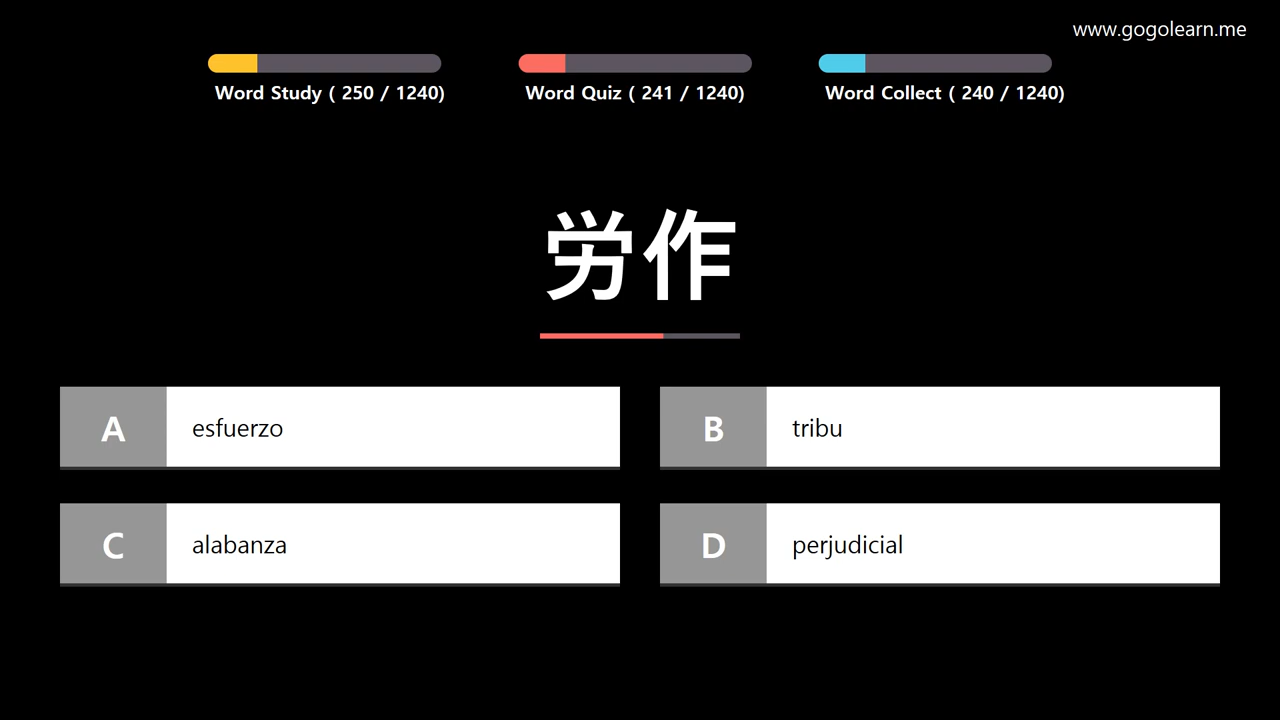 www.gogolearn.me
Word Study ( 250 / 1240)
Word Quiz ( 241 / 1240)
Word Collect ( 240 / 1240)
労作
A esfuerzo
B tribu
C alabanza
D perjudicial